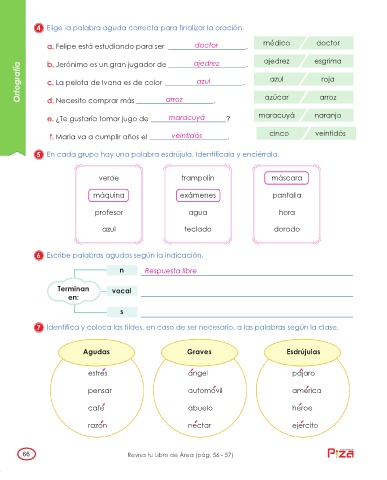 4 Elige la palabra aguda correcta para finalizar la oración.
a. Felipe está estudiando para ser doctor.
médico doctor
b. Jerónimo es un gran jugador de ajedrez.
ajedrez esgrima
c. La pelota de Ivana es de color azul.
azul roja
d. Necesito comprar más arroz.
azúcar arroz
e. ¿Te gustaría tomar jugo de maracuyá?
maracuyá naranja
f. María va a cumplir años el veintidós.
cinco veintidós
Ortografía
5 En cada grupo hay una palabra esdrújula. Identifícala y enciérrala.
verde trampolín máscara
máquina exámenes pantalla
profesor agua hora
azul teclado dorado
6 Escribe palabras agudas según la indicación.
Terminan en:
n Respuesta libre
vocal
s
7 Identifica y coloca las tildes, en caso de ser necesario, a las palabras según la clase.
Agudas Graves Esdrújulas
estrés ángel pájaro
pensar automóvil américa
café abuelo héroe
razón néctar ejército
66
Revisa tu Libro de Área (pág. 56 - 57)
Piza